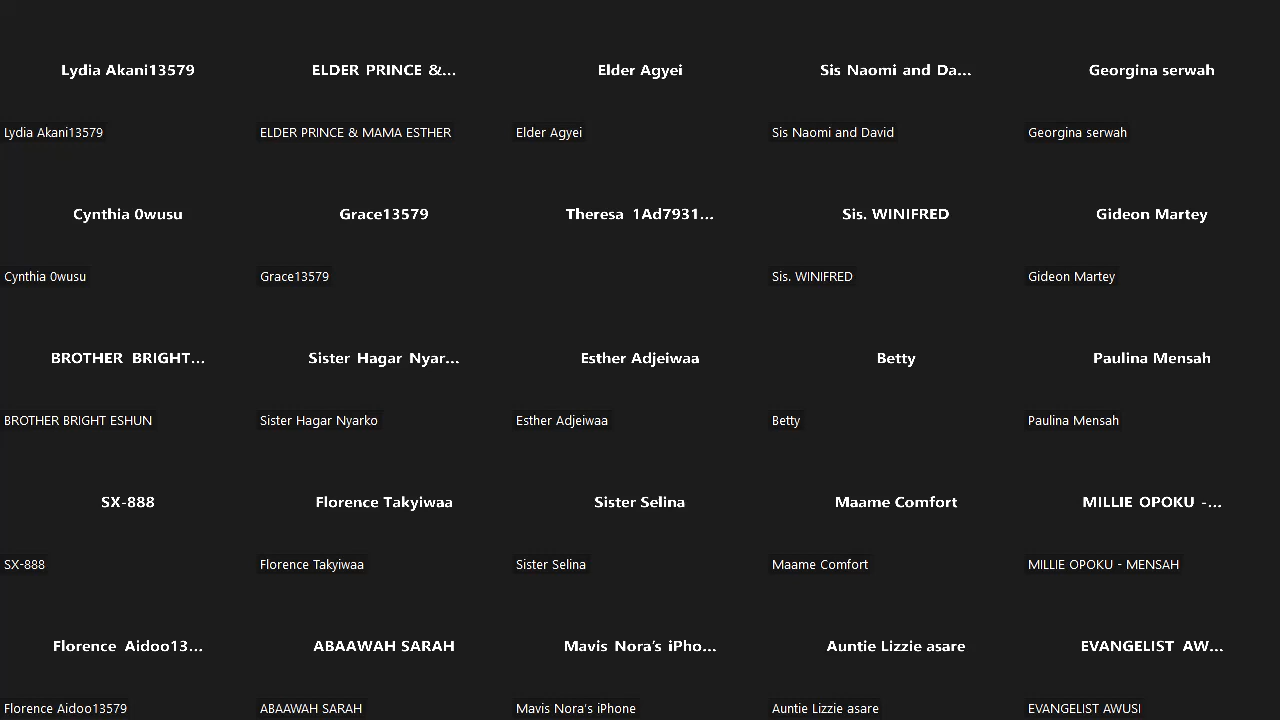 Lydia Akani13579
ELDER PRINCE &...
Elder Agyei
Sis Naomi and Da...
Georgina serwah
Lydia Akani13579
ELDER PRINCE & MAMA ESTHER
Elder Agyei
Sis Naomi and David
Georgina serwah
Cynthia 0wusu
Grace13579
Theresa 1Ad7931...
Sis. WINIFRED
Gideon Martey
Cynthia 0wusu
Grace13579
Sis. WINIFRED
Gideon Martey
BROTHER BRIGHT...
Sister Hagar Nyar...
Esther Adjeiwaa
Betty
Paulina Mensah
BROTHER BRIGHT ESHUN
Sister Hagar Nyarko
Esther Adjeiwaa
Betty
Paulina Mensah
SX-888
Florence Takyiwaa
Sister Selina
Maame Comfort
MILLIE OPOKU -...
SX-888
Florence Takyiwaa
Sister Selina
Maame Comfort
MILLIE OPOKU - MENSAH
Florence Aidoo13...
ABAAWAH SARAH
Mavis Nora's iPho...
Auntie Lizzie asare
EVANGELIST AW...
Florence Aidoo13579
ABAAWAH SARAH
Mavis Nora's iPhone
Auntie Lizzie asare
EVANGELIST AWUSI